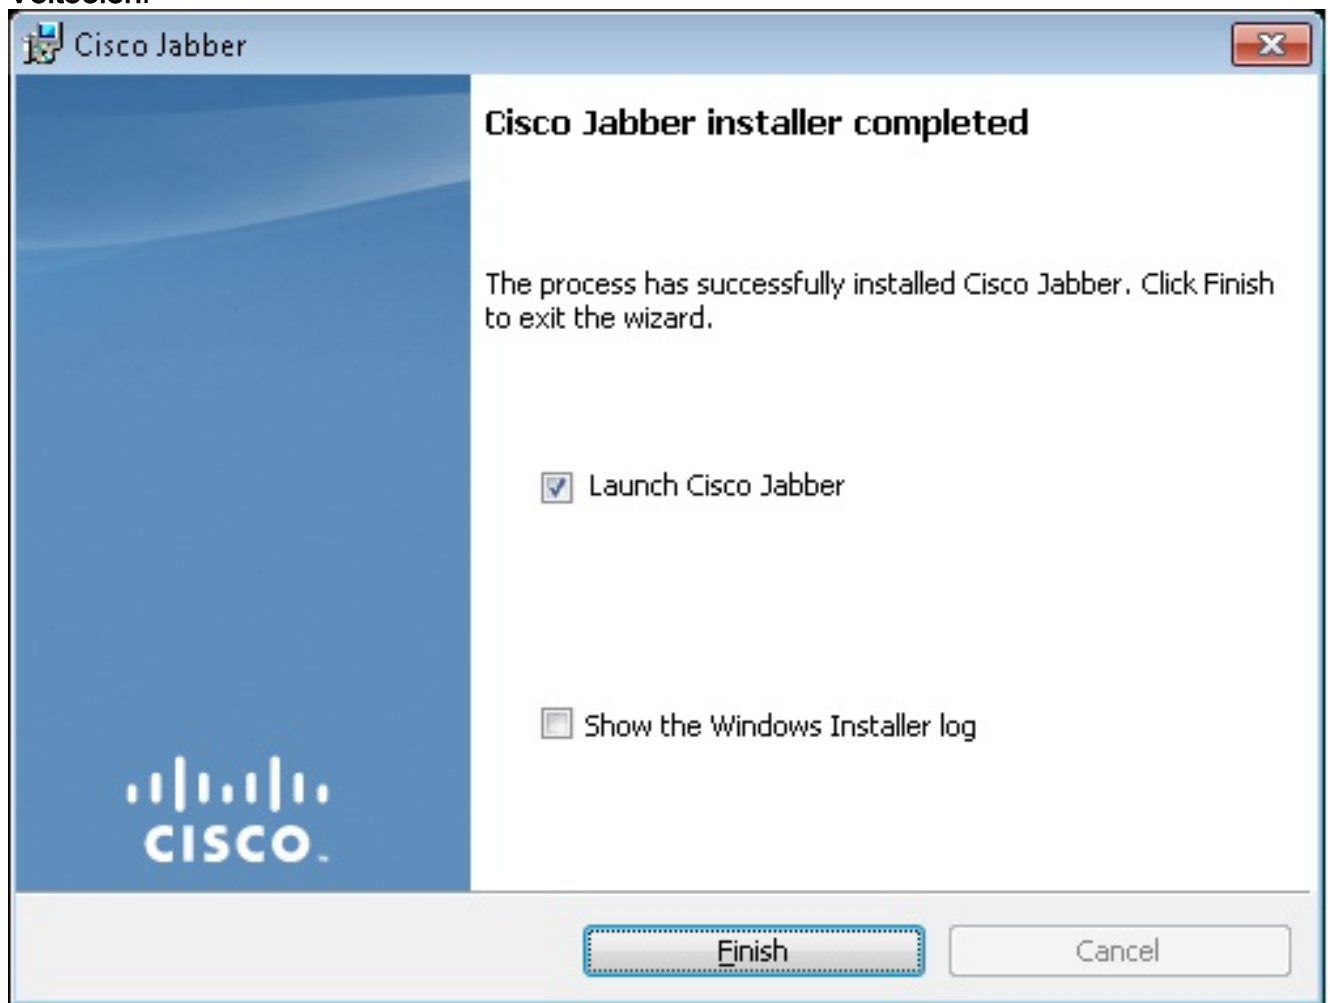 Cisco Jabber
Cisco Jabber installer completed
The process has successfully installed Cisco Jabber. Click Finish
to exit the wizard.
Launch Cisco Jabber
Show the Windows Installer log
CISCO.
Finish
Cancel